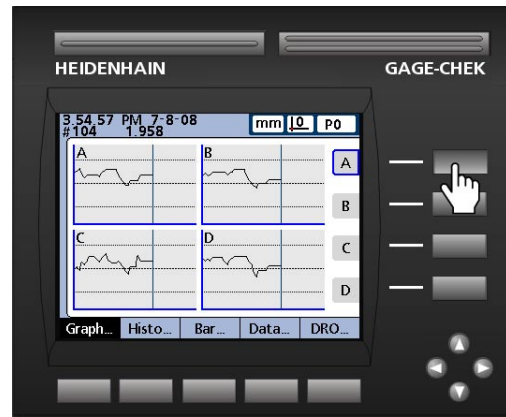 HEIDENHAIN GAGE-CHEK
3.54.57 PM 7-8-08 mm 0 P0
#104 1.958
A B A
B
C D C
D
Graph... Histo... Bar... Data... DRO...